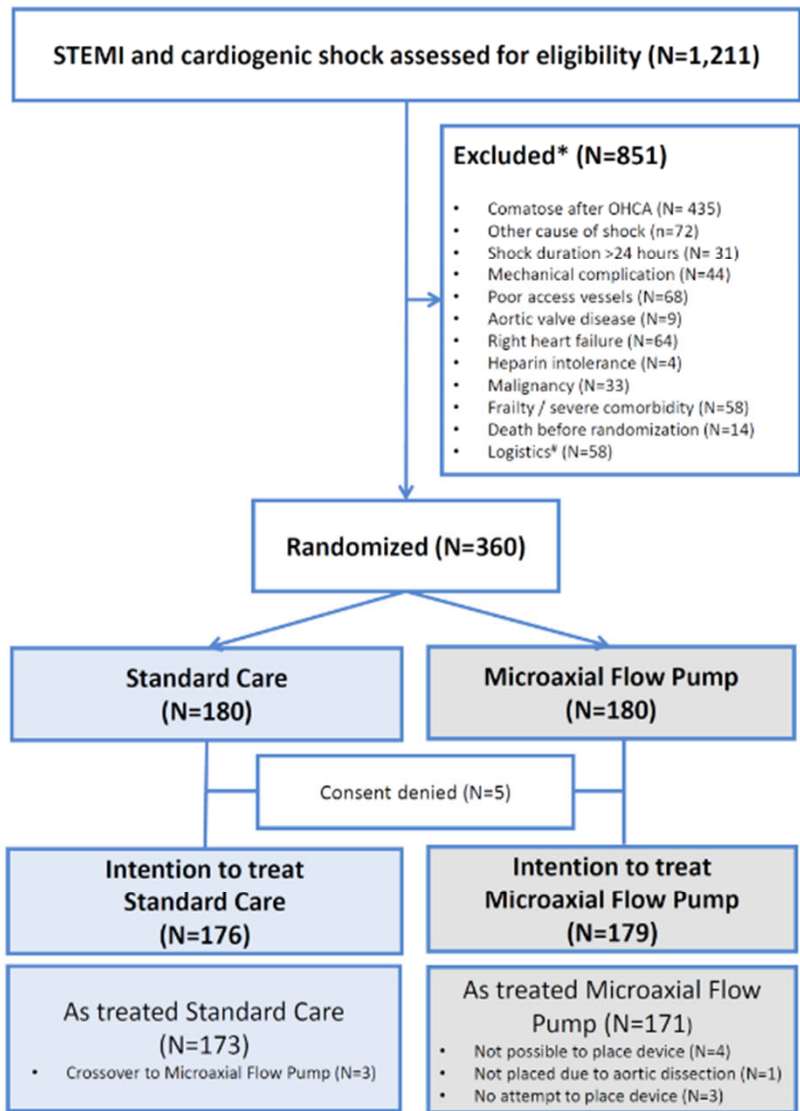 STEMI and cardiogenic shock assessed for eligibility (N=1,211)
Excluded* (N=851)
• Comatose after OHCA (N= 435)
• Other cause of shock (n=72)
• Shock duration >24 hours (N= 31)
• Mechanical complication (N=44)
• Poor access vessels (N=68)
• Aortic valve disease (N=9)
• Right heart failure (N=64)
• Heparin intolerance (N=4)
• Malignancy (N=33)
• Frailty / severe comorbidity (N=58)
• Death before randomization (N=14)
• Logistics# (N=58)
Randomized (N=360)
Standard Care
(N=180)
Microaxial Flow Pump
(N=180)
Consent denied (N=5)
Intention to treat
Standard Care
(N=176)
Intention to treat
Microaxial Flow Pump
(N=179)
As treated Standard Care
(N=173)
• Crossover to Microaxial Flow Pump (N=3)
As treated Microaxial Flow
Pump (N=171)
• Not possible to place device (N=4)
• Not placed due to aortic dissection (N=1)
• No attempt to place device (N=3)